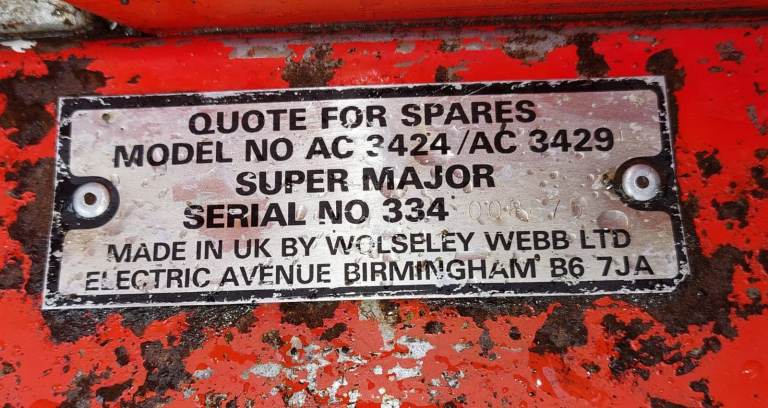 QUOTE FOR SPARES
MODEL NO AC 3424/AC 3429
SUPER MAJOR
SERIAL NO 334
MADE IN UK BY WOLSELEY WEBB LTD
ELECTRIC AVENUE BIRMINGHAM B6 7JA